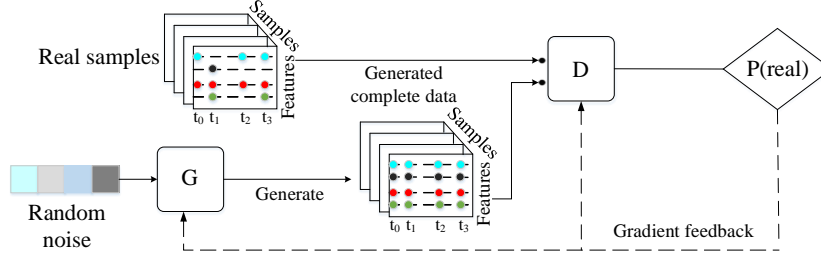 Real samples
Samples
Features
t0 t1 t2 t3
Generated
complete data
D
P(real)
Random
noise
G
Generate
Samples
Features
t0 t1 t2 t3
Gradient feedback